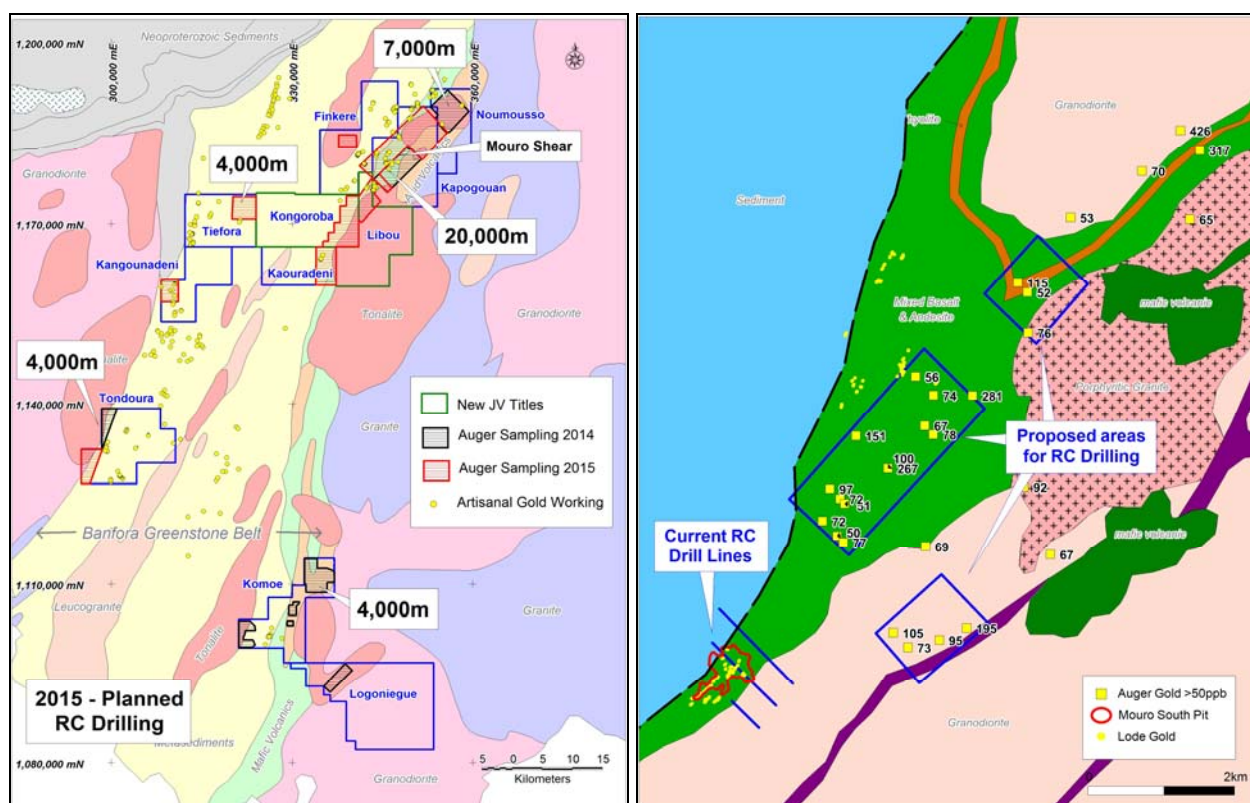 1,200,000 mN
Neoproterozoic Sediments
300,000 mE
330,000 mE
360,000 mE
7,000m
Finkere
Noumousso
Mouro Shear
Granodiorite
4,000m
Acid Volcanics
Kapogouan
1,170,000 mN
Kongoroba
Tiefora
Libou
20,000m
Kangounadeni
Kaouradeni
Tonalite
Granodiorite
4,000m
1,140,000 mN
Tondoura
New JV Titles
Auger Sampling 2014
Auger Sampling 2015
Artisanal Gold Working
Granite
Banfora Greenstone Belt
1,110,000 mN
Komoe
4,000m
Leucogranite
Granite
Tonalite
2015 - Planned
RC Drilling
Logoniegue
Mafic Volcanics
Metasediments
5 0 5 10 15
Kilometers
1,080,000 mN
Granodiorite
Granodiorite
426
317
70
53
65
Sediment
115
52
76
mafic volcanic
Mixed Basalt
& Andesite
Porphyritic Granite
56
74
281
67
78
151
Proposed areas
for RC Drilling
100
267
97
72
51
92
72
50
77
69
67
mafic volcanic
Current RC
Drill Lines
105
195
95
73
Granodiorite
Granodiorite
Auger Gold >50ppb
Mouro South Pit
Lode Gold
0
2km